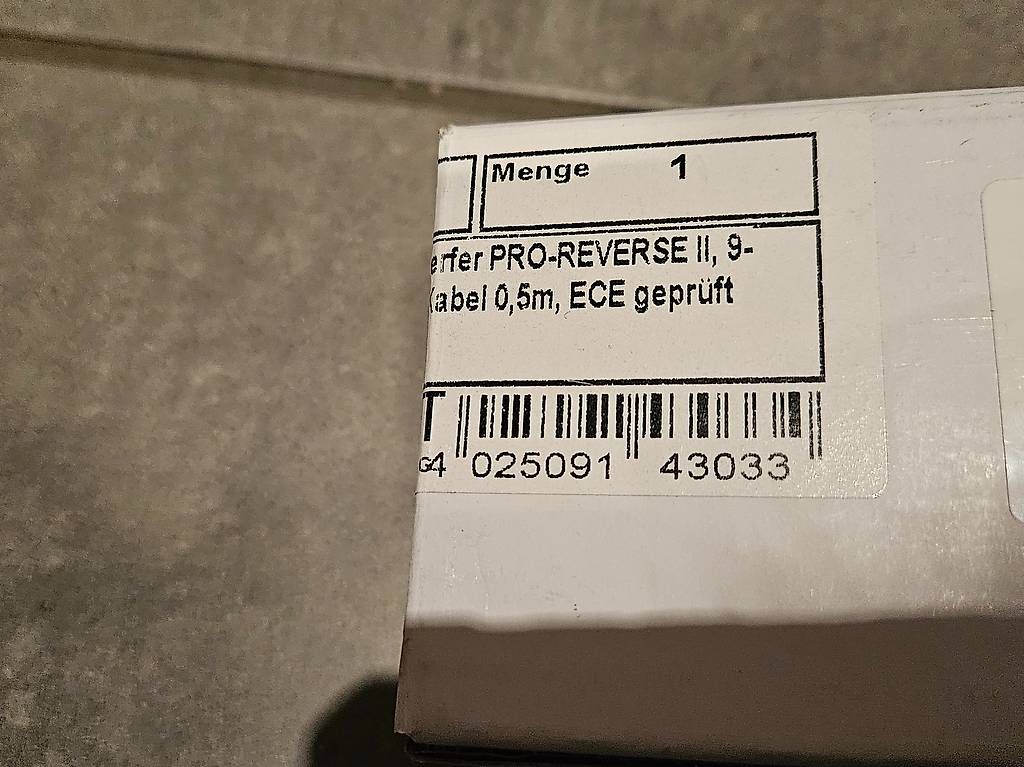 Menge 1
erfer PRO-REVERSE II, 9-
Kabel 0,5m, ECE geprüft
T
4 025091 43033